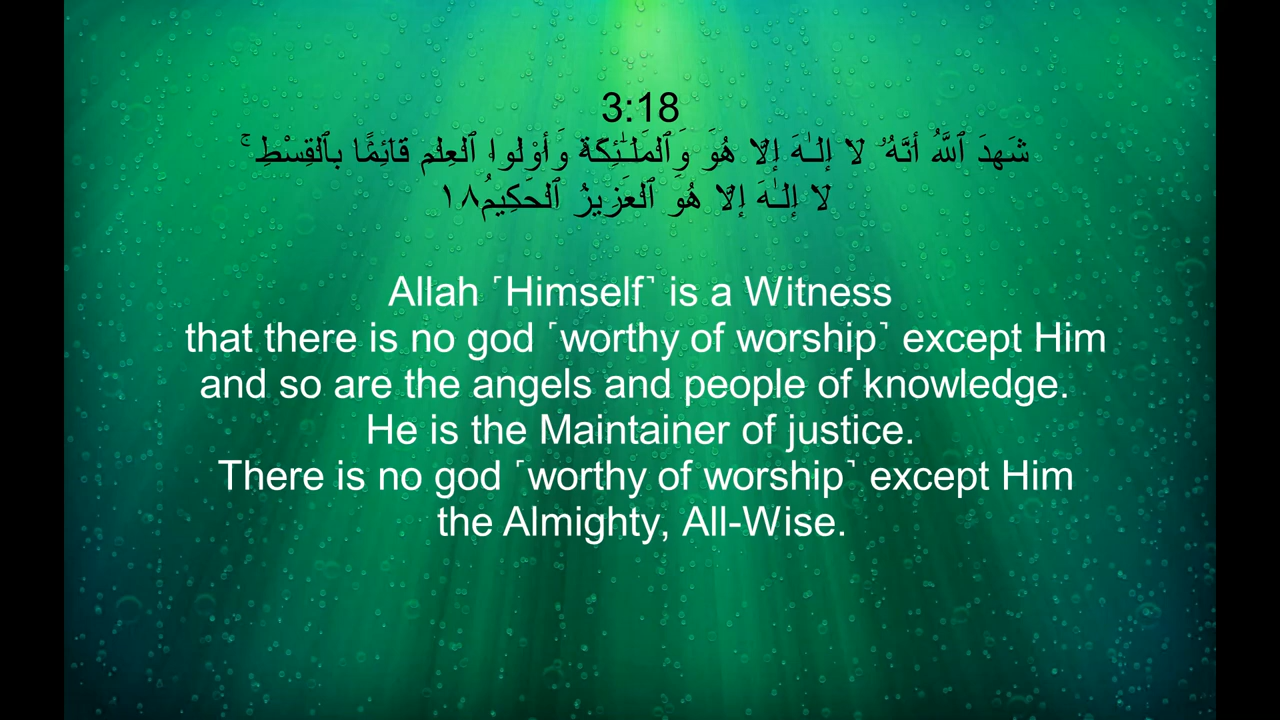 3:18
شَهِدَ ٱللَّهُ أَنَّهُۥ لَآ إِلَـٰهَ إِلَّا هُوَ وَٱلْمَلَـٰٓئِكَةُ وَأُو۟لُوا۟ ٱلْعِلْمِ قَآئِمًۢا بِٱلْقِسْطِ ۚ
لَآ إِلَـٰهَ إِلَّا هُوَ ٱلْعَزِيزُ ٱلْحَكِيمُ١٨
Allah ˹Himself˺ is a Witness
that there is no god ˹worthy of worship˺ except Him
and so are the angels and people of knowledge.
He is the Maintainer of justice.
There is no god ˹worthy of worship˺ except Him
the Almighty, All-Wise.